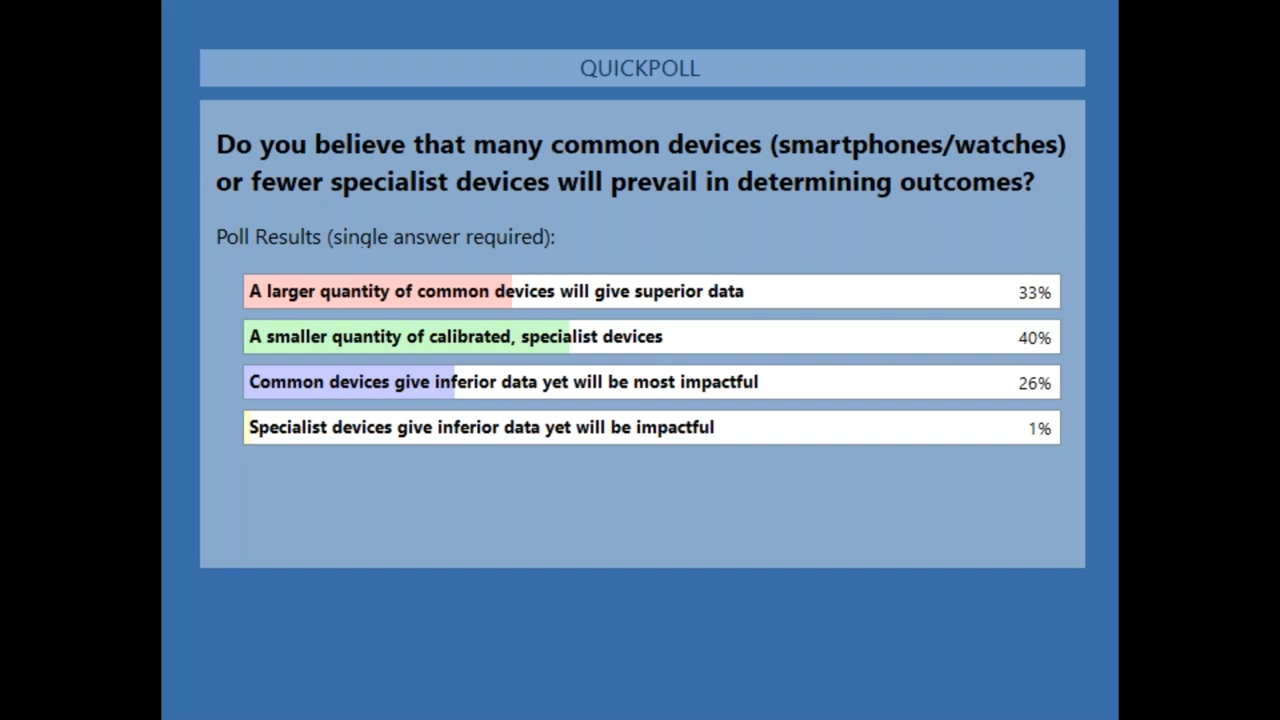 QUICKPOLL
Do you believe that many common devices (smartphones/watches)
or fewer specialist devices will prevail in determining outcomes?
Poll Results (single answer required):
A larger quantity of common devices will give superior data 33%
A smaller quantity of calibrated, specialist devices 40%
Common devices give inferior data yet will be most impactful 26%
Specialist devices give inferior data yet will be impactful 1%